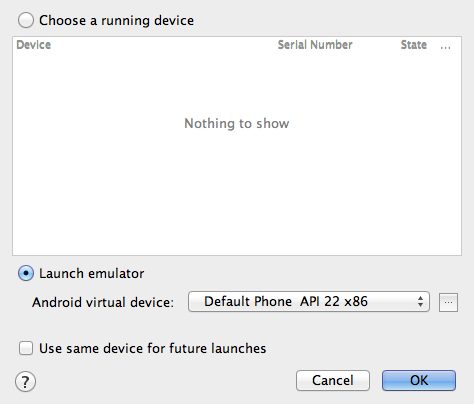 Choose a running device
Device Serial Number State ...
Nothing to show
Launch emulator
Android virtual device: Default Phone API 22 x86 ...
Use same device for future launches
? Cancel OK